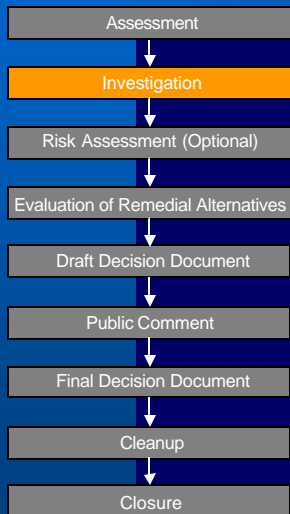 Assessment
Investigation
Risk Assessment (Optional)
Evaluation of Remedial Alternatives
Draft Decision Document
Public Comment
Final Decision Document
Cleanup
Closure